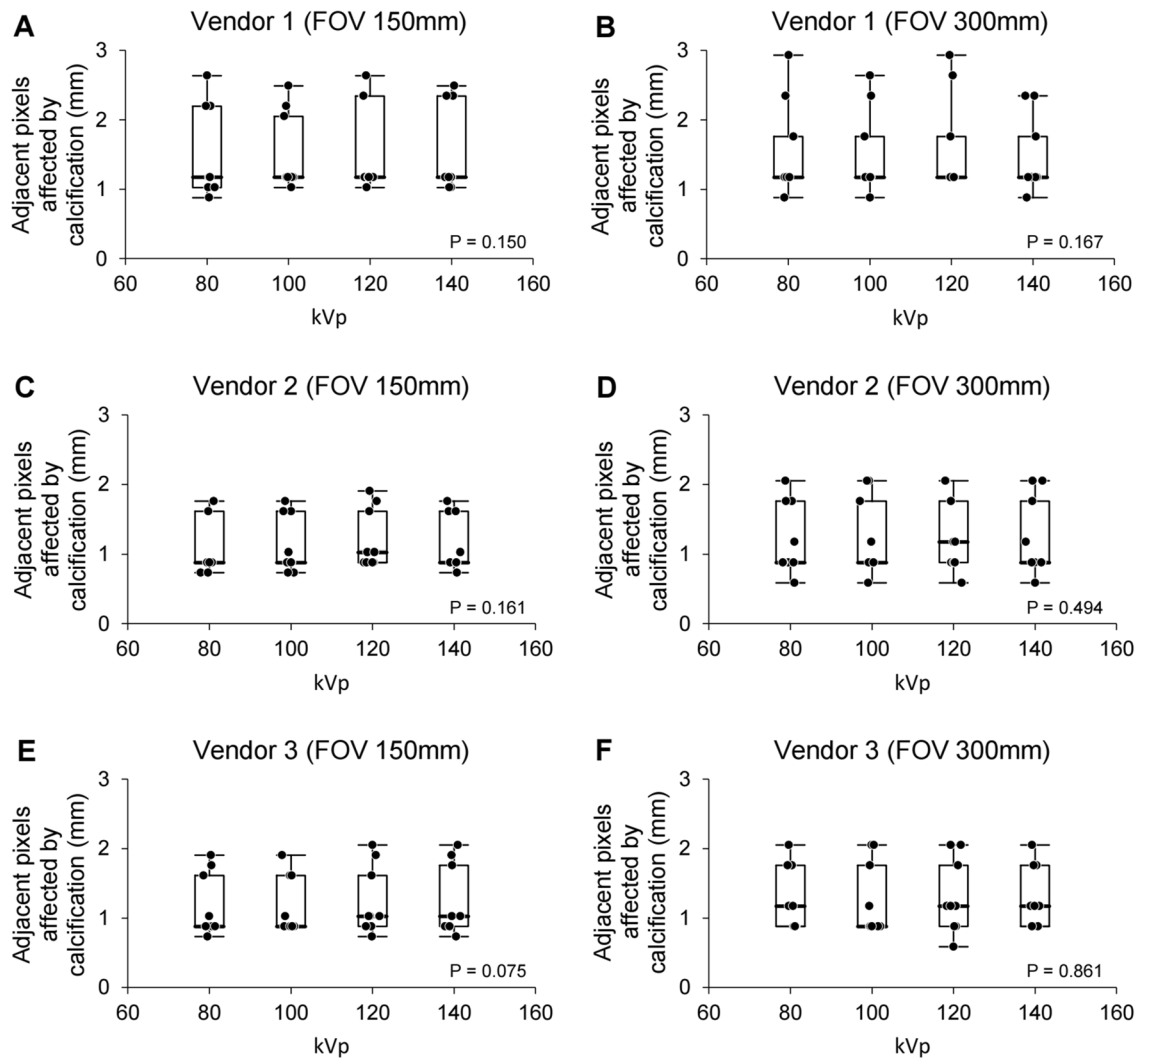 A
Vendor 1 (FOV 150mm)
Adjacent pixels
affected by
calcification (mm)
3
2
1
0
P = 0.150
60 80 100 120 140 160
kVp
B
Vendor 1 (FOV 300mm)
Adjacent pixels
affected by
calcification (mm)
3
2
1
0
P = 0.167
60 80 100 120 140 160
kVp
C
Vendor 2 (FOV 150mm)
Adjacent pixels
affected by
calcification (mm)
3
2
1
0
P = 0.161
60 80 100 120 140 160
kVp
D
Vendor 2 (FOV 300mm)
Adjacent pixels
affected by
calcification (mm)
3
2
1
0
P = 0.494
60 80 100 120 140 160
kVp
E
Vendor 3 (FOV 150mm)
Adjacent pixels
affected by
calcification (mm)
3
2
1
0
P = 0.075
60 80 100 120 140 160
kVp
F
Vendor 3 (FOV 300mm)
Adjacent pixels
affected by
calcification (mm)
3
2
1
0
P = 0.861
60 80 100 120 140 160
kVp